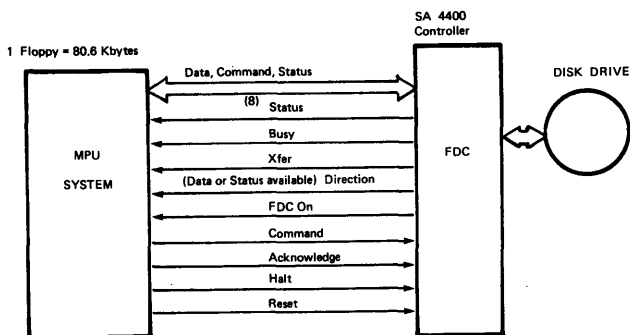 SA 4400
Controller
1 Floppy = 80.6 Kbytes
DISK DRIVE
Data, Command, Status
(8)
Status
Busy
MPU
SYSTEM
FDC
Xfer
(Data or Status available) Direction
FDC On
Command
Acknowledge
Halt
Reset